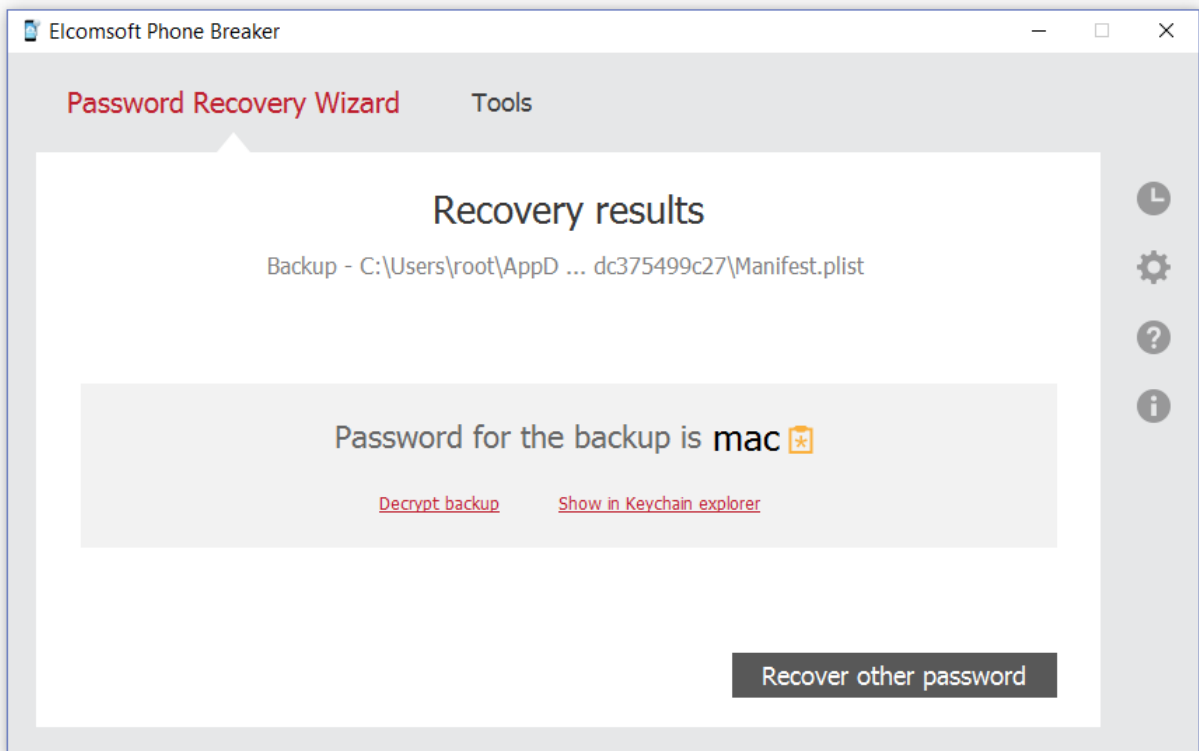 Elcomsoft Phone Breaker
Password Recovery Wizard Tools
Recovery results
Backup - C:\Users\root\AppD ... dc375499c27\Manifest.plist
Password for the backup is mac
Decrypt backup Show in Keychain explorer
Recover other password